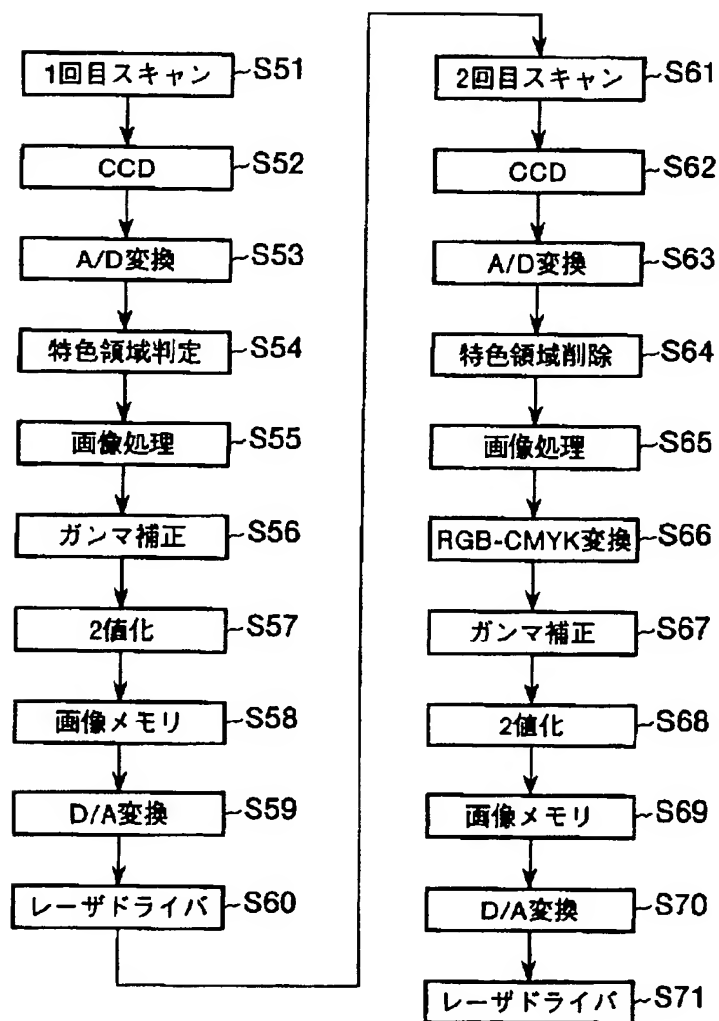 1回目スキャン S51
CCD S52
A/D変換 S53
特色領域判定 S54
画像処理 S55
ガンマ補正 S56
2値化 S57
画像メモリ S58
D/A変換 S59
レーザドライバ S60
2回目スキャン S61
CCD S62
A/D変換 S63
特色領域削除 S64
画像処理 S65
RGB-CMYK変換 S66
ガンマ補正 S67
2値化 S68
画像メモリ S69
D/A変換 S70
レーザドライバ S71